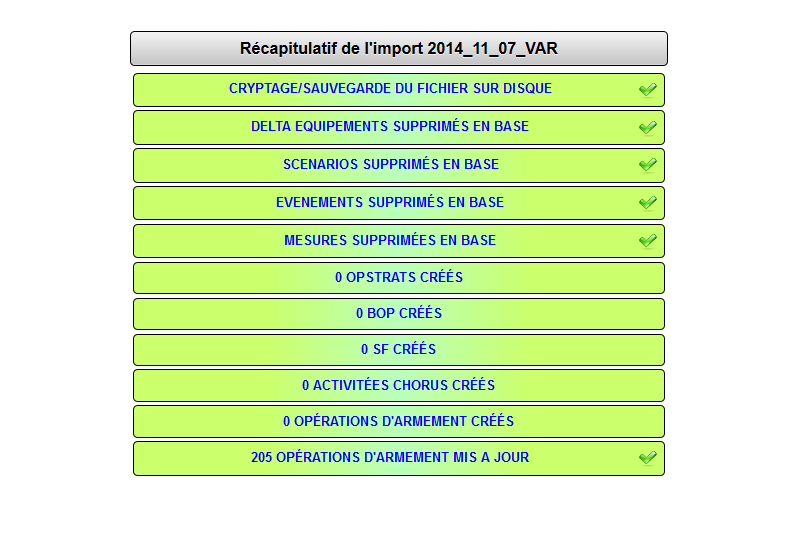 Récapitulatif de l'import 2014_11_07_VAR
CRYPTAGE/SAUVEGARDE DU FICHIER SUR DISQUE
DELTA EQUIPEMENTS SUPPRIMÉS EN BASE
SCENARIOS SUPPRIMÉS EN BASE
EVENEMENTS SUPPRIMÉS EN BASE
MESURES SUPPRIMÉES EN BASE
0 OPSTRATS CRÉÉS
0 BOP CRÉÉS
0 SF CRÉÉS
0 ACTIVITÉES CHORUS CRÉÉS
0 OPÉRATIONS D'ARMEMENT CRÉÉS
205 OPÉRATIONS D'ARMEMENT MIS A JOUR